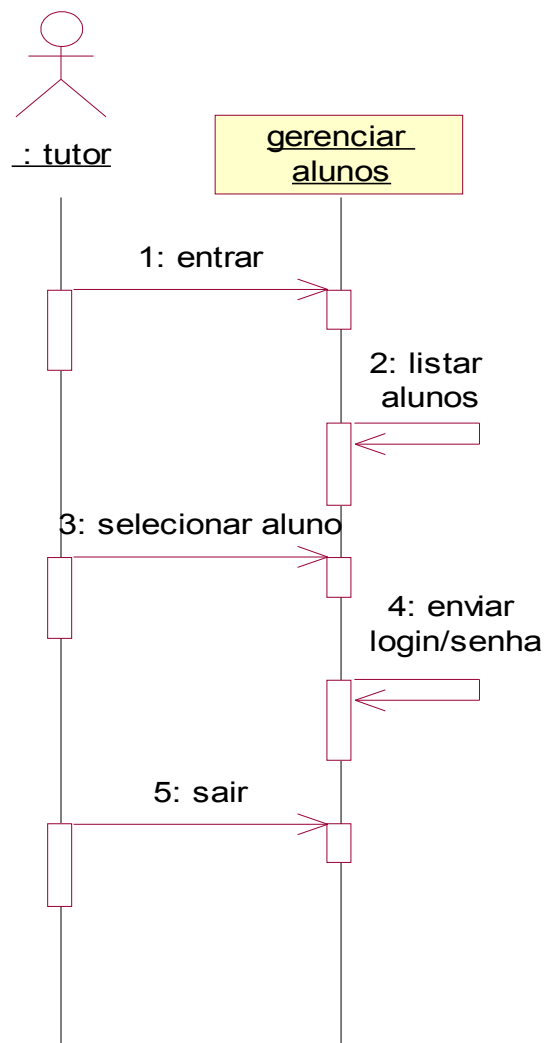 : tutor
gerenciar
alunos
1: entrar
2: listar
alunos
3: selecionar aluno
4: enviar
login/senha
5: sair